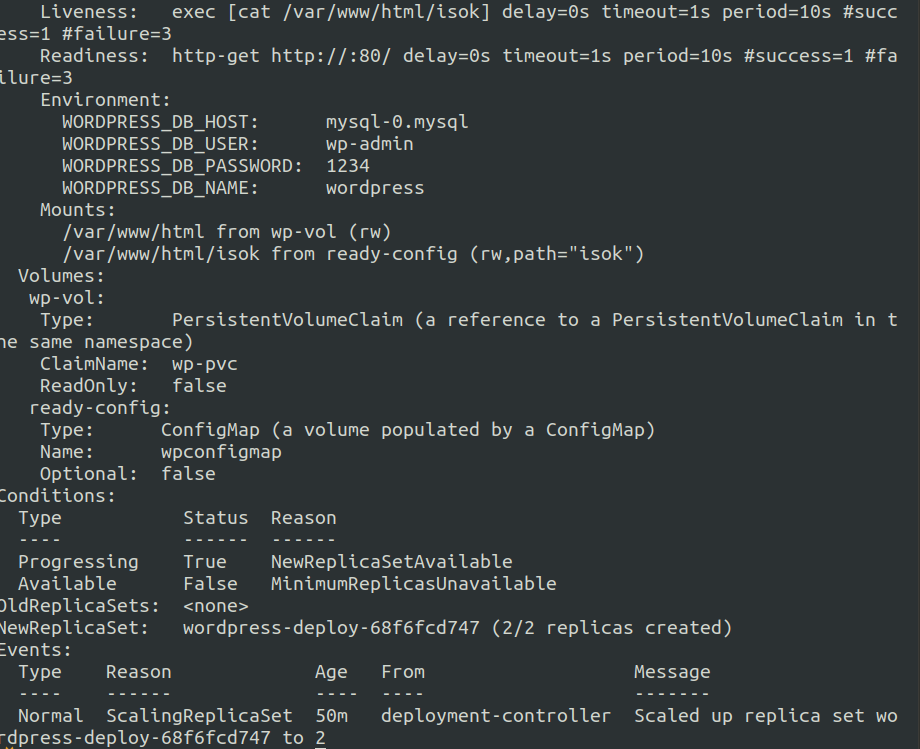 Liveness:   exec [cat /var/www/html/isok] delay=0s timeout=1s period=10s #succ
ess=1 #failure=3
Readiness:  http-get http://:80/ delay=0s timeout=1s period=10s #success=1 #fa
ilure=3
Environment:
WORDPRESS_DB_HOST:      mysql-0.mysql
WORDPRESS_DB_USER:      wp-admin
WORDPRESS_DB_PASSWORD:  1234
WORDPRESS_DB_NAME:      wordpress
Mounts:
/var/www/html from wp-vol (rw)
/var/www/html/isok from ready-config (rw,path="isok")
Volumes:
wp-vol:
Type:       PersistentVolumeClaim (a reference to a PersistentVolumeClaim in t
he same namespace)
ClaimName:  wp-pvc
ReadOnly:   false
ready-config:
Type:      ConfigMap (a volume populated by a ConfigMap)
Name:      wpconfigmap
Optional:  false
Conditions:
Type           Status  Reason
----           ------  ------
Progressing    True    NewReplicaSetAvailable
Available      False   MinimumReplicasUnavailable
OldReplicaSets:  <none>
NewReplicaSet:   wordpress-deploy-68f6fcd747 (2/2 replicas created)
Events:
Type    Reason             Age   From                   Message
----    ------             ----  ----                   -------
Normal  ScalingReplicaSet  50m   deployment-controller  Scaled up replica set wo
rdpress-deploy-68f6fcd747 to 2